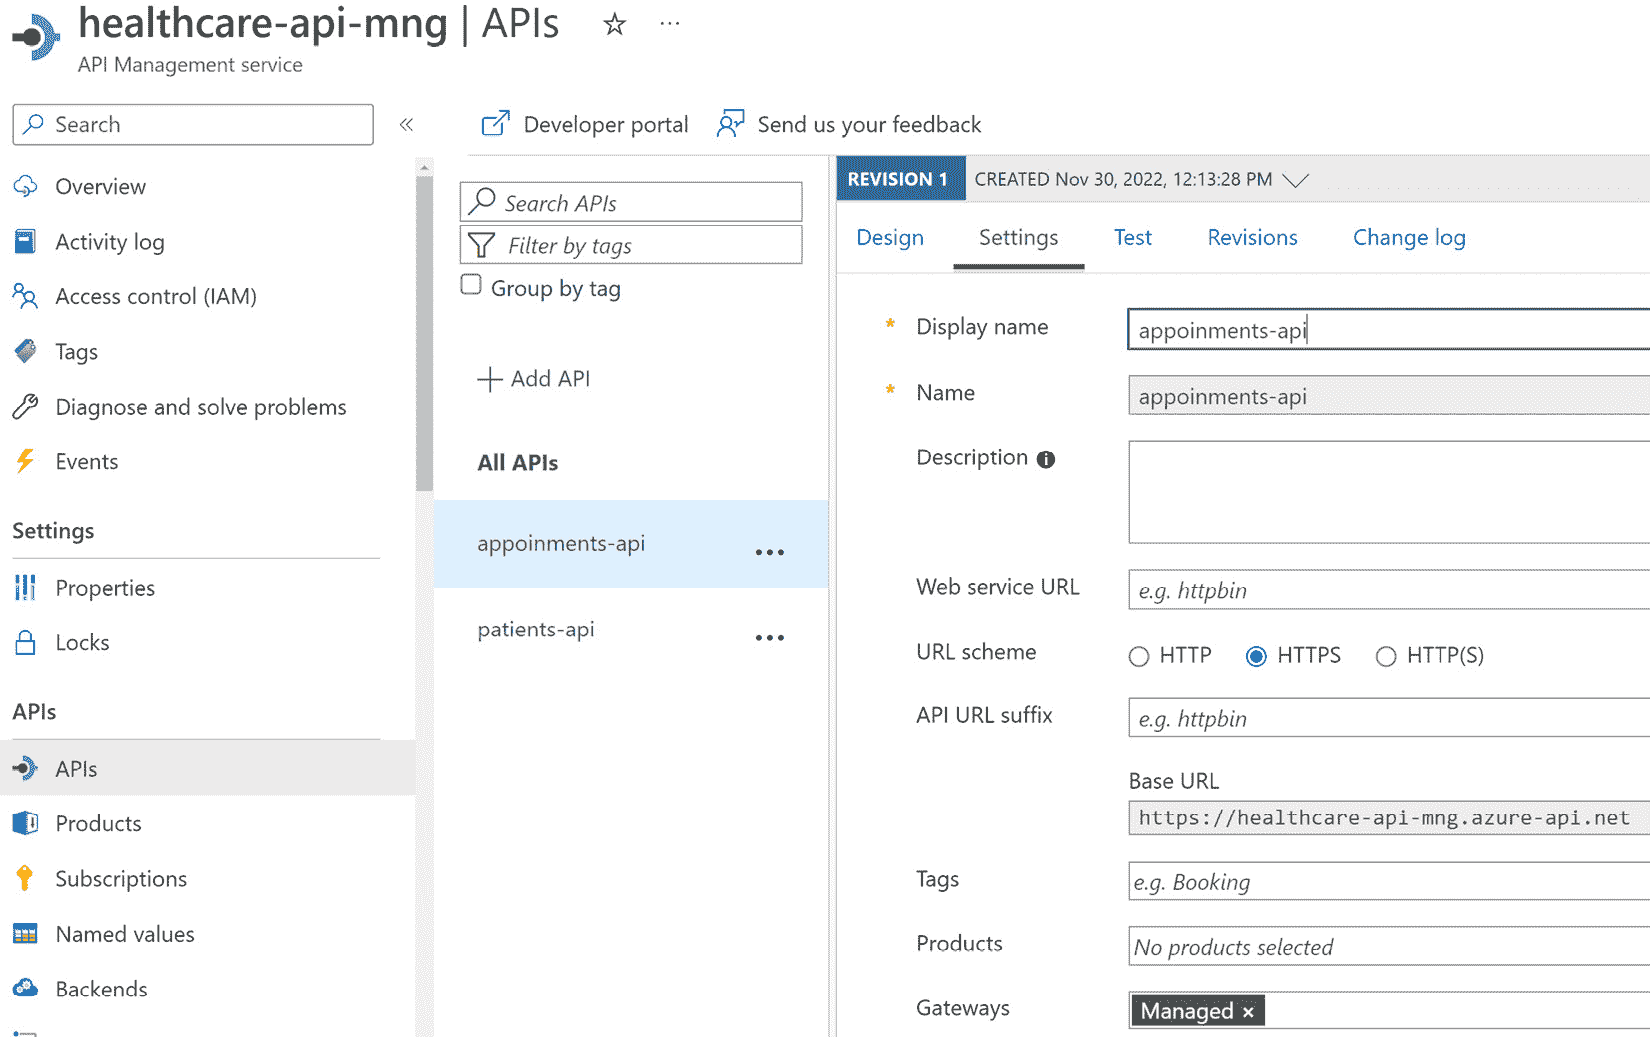 healthcare-api-mng | APIs
API Management service
Search
Overview
Activity log
Access control (IAM)
Tags
Diagnose and solve problems
Events
Settings
Properties
Locks
APIs
APIs
Products
Subscriptions
Named values
Backends
Developer portal
Send us your feedback
Search APIs
Filter by tags
Group by tag
Add API
All APIs
appoinments-api
patients-api
REVISION 1 CREATED Nov 30, 2022, 12:13:28 PM
Design Settings Test Revisions Change log
* Display name appoinments-api
* Name appoinments-api
Description
Web service URL e.g. httpbin
URL scheme HTTP HTTPS HTTP(S)
API URL suffix e.g. httpbin
Base URL
https://healthcare-api-mng.azure-api.net
Tags e.g. Booking
Products No products selected
Gateways Managed ×